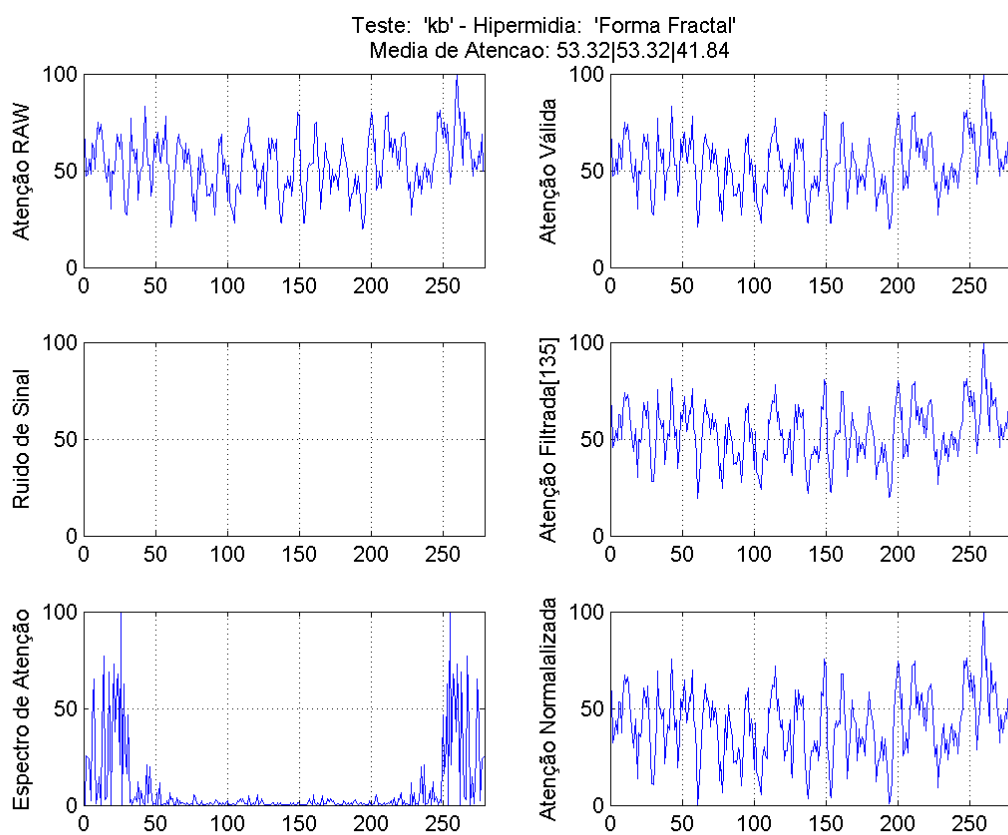 Teste:  'kb' - Hipermidia:  'Forma Fractal'
Media de Atencao: 53.32|53.32|41.84
Atenção RAW
100
50
0
0 50 100 150 200 250
Atenção Válida
100
50
0
0 50 100 150 200 250
Ruido de Sinal
100
50
0
0 50 100 150 200 250
Atenção Filtrada[135]
100
50
0
0 50 100 150 200 250
Espectro de Atenção
100
50
0
0 50 100 150 200 250
Atenção Normalalizada
100
50
0
0 50 100 150 200 250